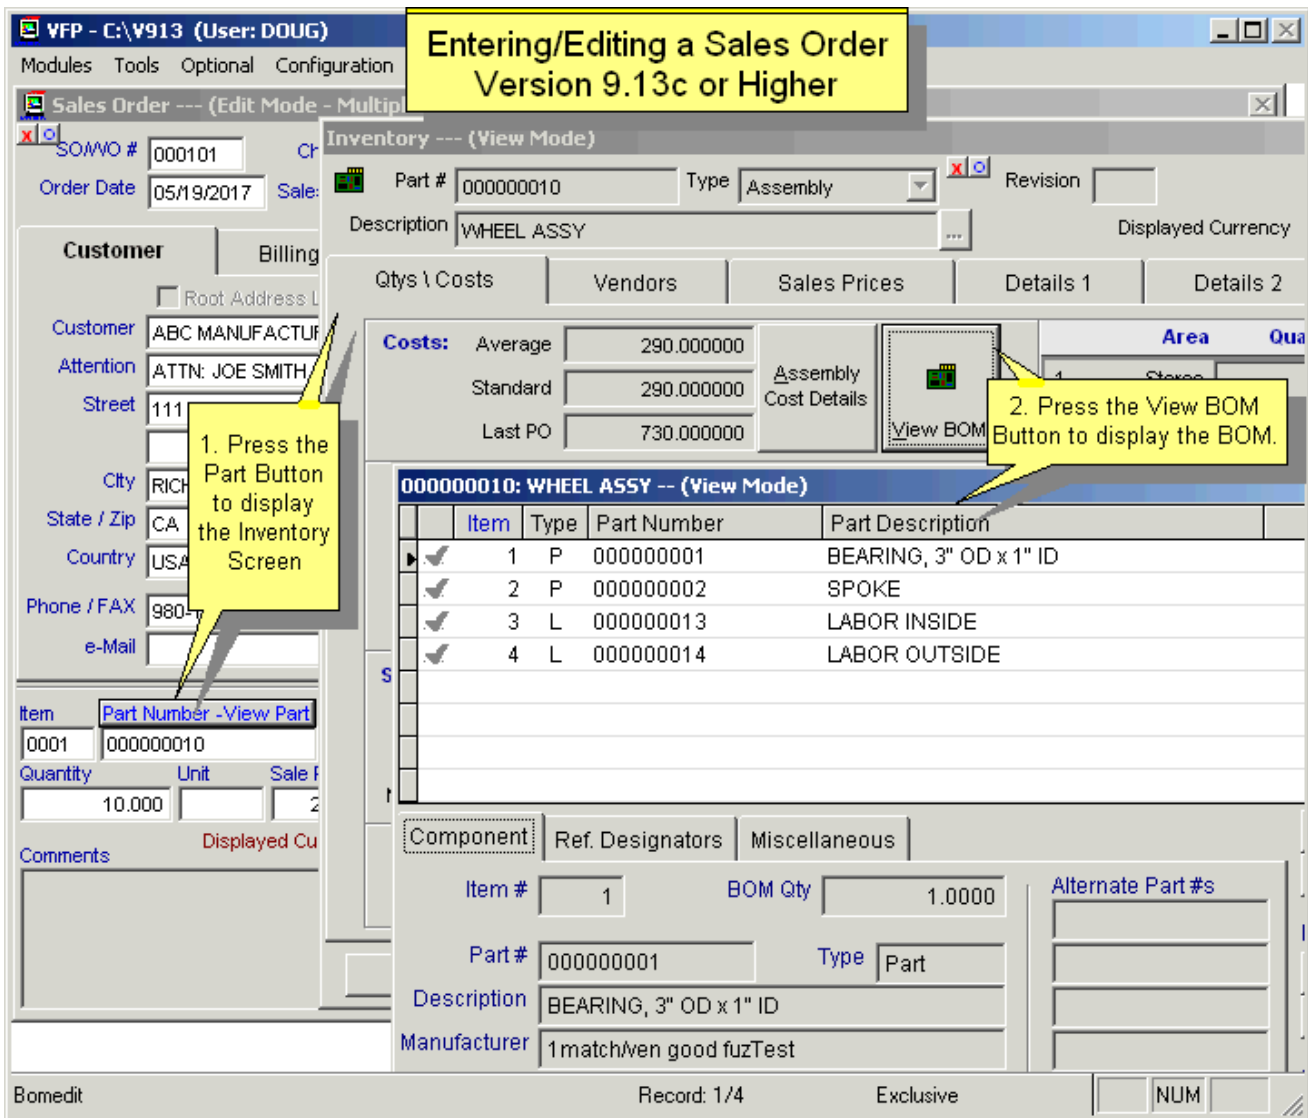 VFP - C:\V913 (User: DOUG)
Entering/Editing a Sales Order
Version 9.13c or Higher
Modules Tools Optional Configuration
Sales Order --- (Edit Mode - Multipl
Inventory --- (View Mode)
SO/WO # 000101 Ch
Order Date 05/19/2017 Sale
Part # 000000010 Type Assembly Revision
Description WHEEL ASSY ... Displayed Currency
Customer Billing
Qtys \ Costs Vendors Sales Prices Details 1 Details 2
Root Address L
Customer ABC MANUFACTUR
Attention ATTN: JOE SMITH
Street 111
City RICH
State / Zip CA
Country USA
Phone / FAX 980-1
e-Mail
Costs: Average 290.000000
Standard 290.000000
Last PO 730.000000
Assembly
Cost Details
View BOM
Area Qua
1 Stores
1. Press the
Part Button
to display
the Inventory
Screen
2. Press the View BOM
Button to display the BOM.
000000010: WHEEL ASSY -- (View Mode)
Item Type Part Number Part Description
1 P 000000001 BEARING, 3" OD x 1" ID
2 P 000000002 SPOKE
3 L 000000013 LABOR INSIDE
4 L 000000014 LABOR OUTSIDE
S
Item Part Number -View Part
0001 000000010
Quantity Unit Sale P
10.000 2
Displayed Cu
Comments
Component Ref. Designators Miscellaneous
Item # 1 BOM Qty 1.0000 Alternate Part #s
Part # 000000001 Type Part
Description BEARING, 3" OD x 1" ID
Manufacturer 1match/ven good fuzTest
Bomedit Record: 1/4 Exclusive NUM